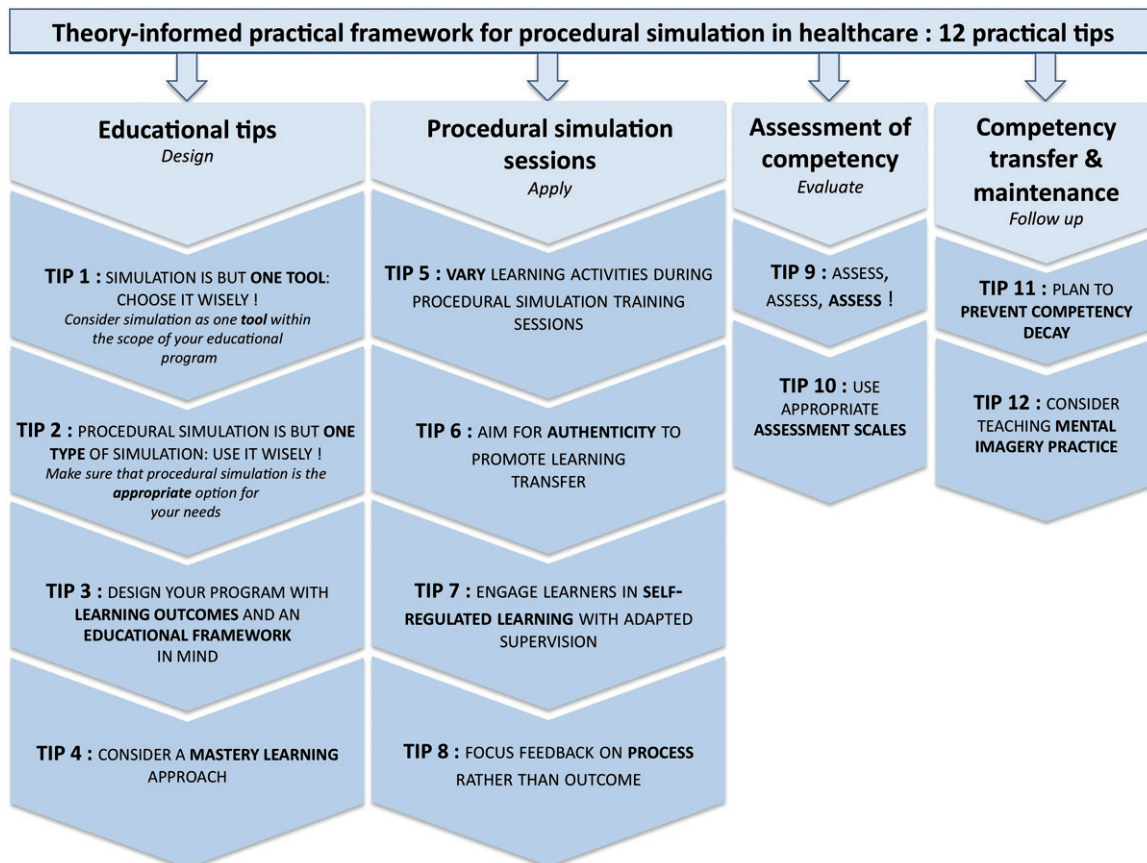 Theory-informed practical framework for procedural simulation in healthcare : 12 practical tips
Educational tips
Design
TIP 1 : SIMULATION IS BUT ONE TOOL:
CHOOSE IT WISELY !
Consider simulation as one tool within
the scope of your educational
program
TIP 2 : PROCEDURAL SIMULATION IS BUT ONE
TYPE OF SIMULATION: USE IT WISELY !
Make sure that procedural simulation is the
appropriate option for
your needs
TIP 3 : DESIGN YOUR PROGRAM WITH
LEARNING OUTCOMES AND AN
EDUCATIONAL FRAMEWORK
IN MIND
TIP 4 : CONSIDER A MASTERY LEARNING
APPROACH
Procedural simulation
sessions
Apply
TIP 5 : VARY LEARNING ACTIVITIES DURING
PROCEDURAL SIMULATION TRAINING
SESSIONS
TIP 6 : AIM FOR AUTHENTICITY TO
PROMOTE LEARNING
TRANSFER
TIP 7 : ENGAGE LEARNERS IN SELF-
REGULATED LEARNING WITH ADAPTED
SUPERVISION
TIP 8 : FOCUS FEEDBACK ON PROCESS
RATHER THAN OUTCOME
Assessment of
competency
Evaluate
TIP 9 : ASSESS,
ASSESS, ASSESS !
TIP 10 : USE
APPROPRIATE
ASSESSMENT SCALES
Competency
transfer &
maintenance
Follow up
TIP 11 : PLAN TO
PREVENT COMPETENCY
DECAY
TIP 12 : CONSIDER
TEACHING MENTAL
IMAGERY PRACTICE